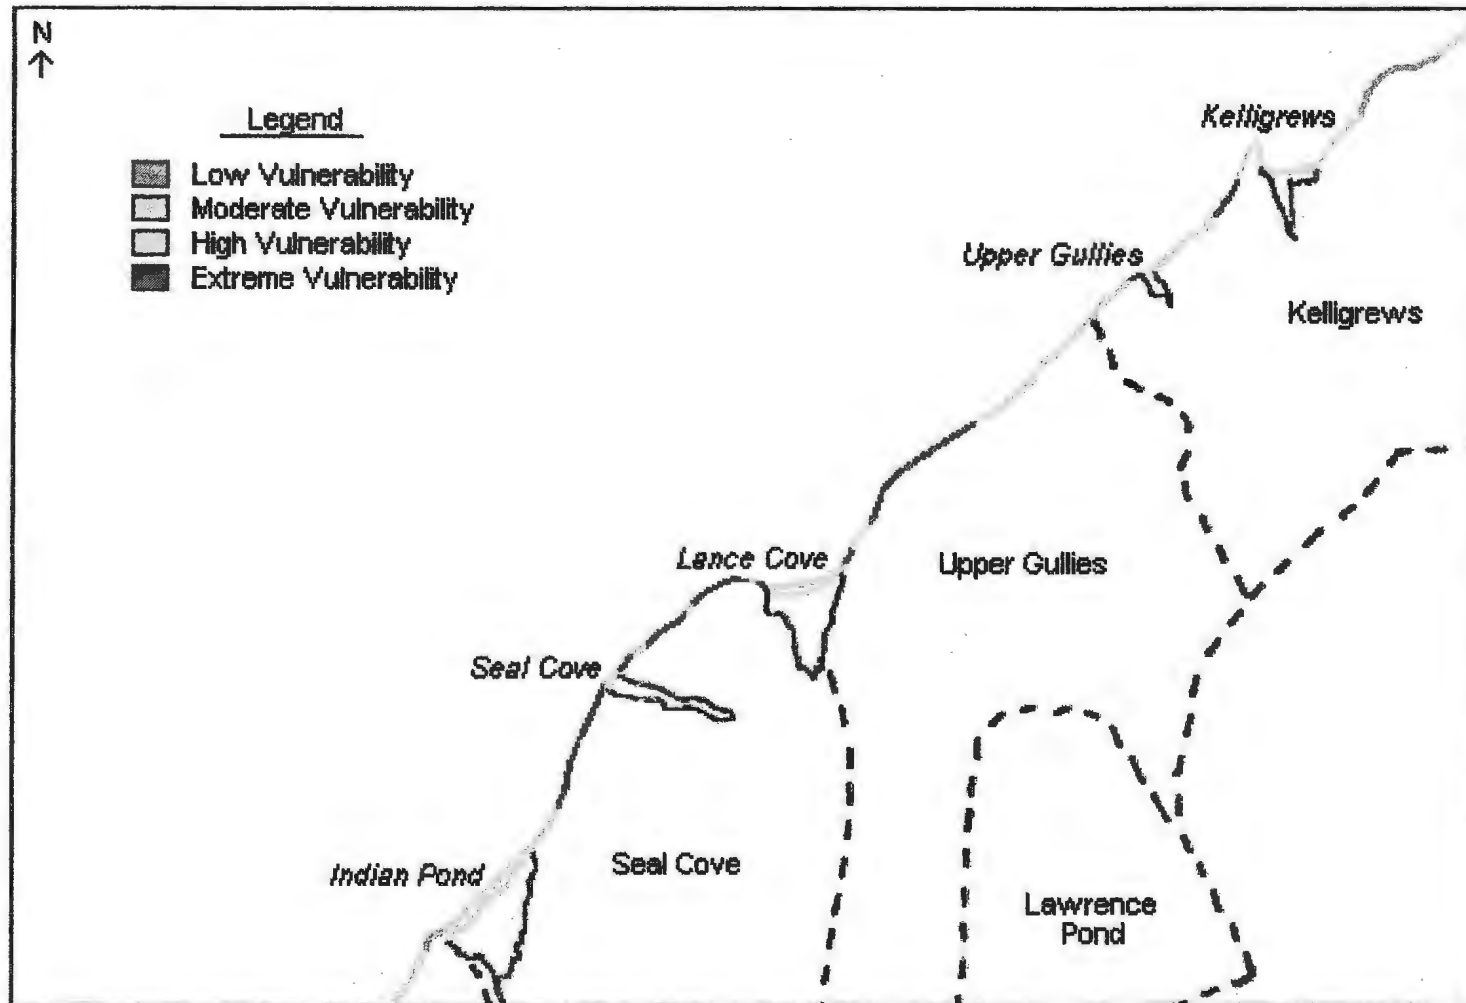 N
Legend
Low Vulnerability
Moderate Vulnerability
High Vulnerability
Extreme Vulnerability
Kelligrews
Upper Gullies
Kelligrews
Lance Cove
Upper Gullies
Seal Cove
Indian Pond
Seal Cove
Lawrence
Pond